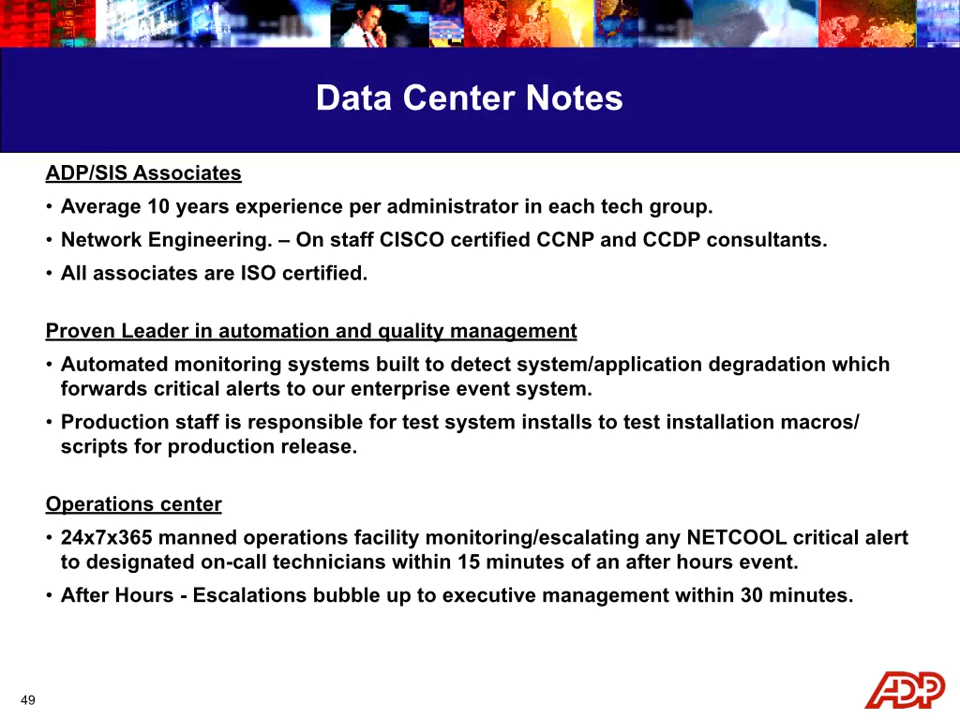 Data Center Notes
ADP/SIS Associates
• Average 10 years experience per administrator in each tech group.
• Network Engineering. – On staff CISCO certified CCNP and CCDP consultants.
• All associates are ISO certified.
Proven Leader in automation and quality management
• Automated monitoring systems built to detect system/application degradation which
forwards critical alerts to our enterprise event system.
• Production staff is responsible for test system installs to test installation macros/
scripts for production release.
Operations center
• 24x7x365 manned operations facility monitoring/escalating any NETCOOL critical alert
to designated on-call technicians within 15 minutes of an after hours event.
• After Hours - Escalations bubble up to executive management within 30 minutes.
49
ADP